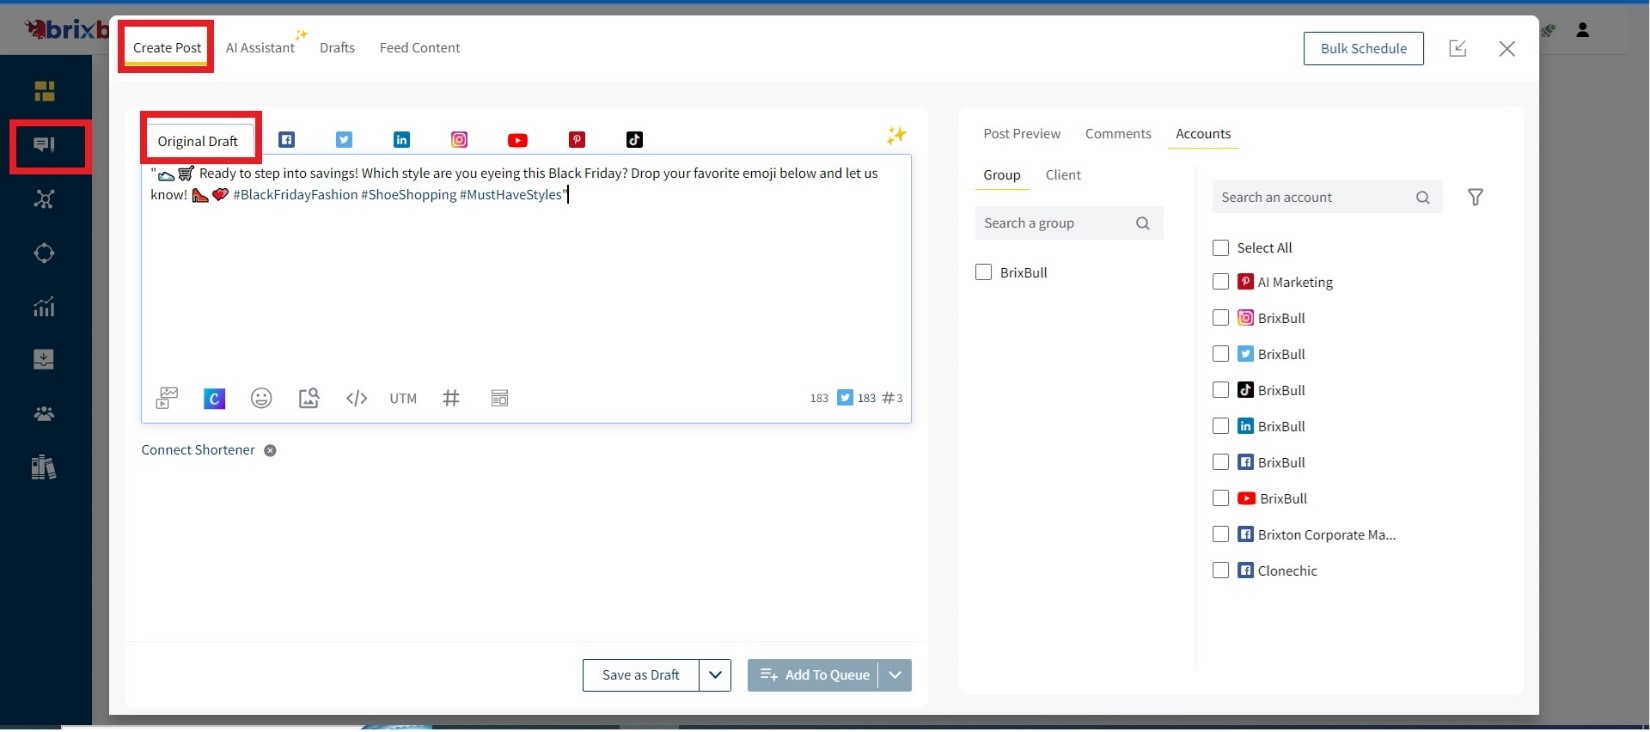 brixb
Create Post
AI Assistant
Drafts
Feed Content
Bulk Schedule
Original Draft
"👟🛒 Ready to step into savings! Which style are you eyeing this Black Friday? Drop your favorite emoji below and let us
know! 👠💖 #BlackFridayFashion #ShoeShopping #MustHaveStyles"
UTM
183
183
#3
Connect Shortener
Save as Draft
Add To Queue
Post Preview
Comments
Accounts
Group
Client
Search a group
BrixBull
Search an account
Select All
AI Marketing
BrixBull
BrixBull
BrixBull
BrixBull
BrixBull
BrixBull
Brixton Corporate Ma...
Clonechic